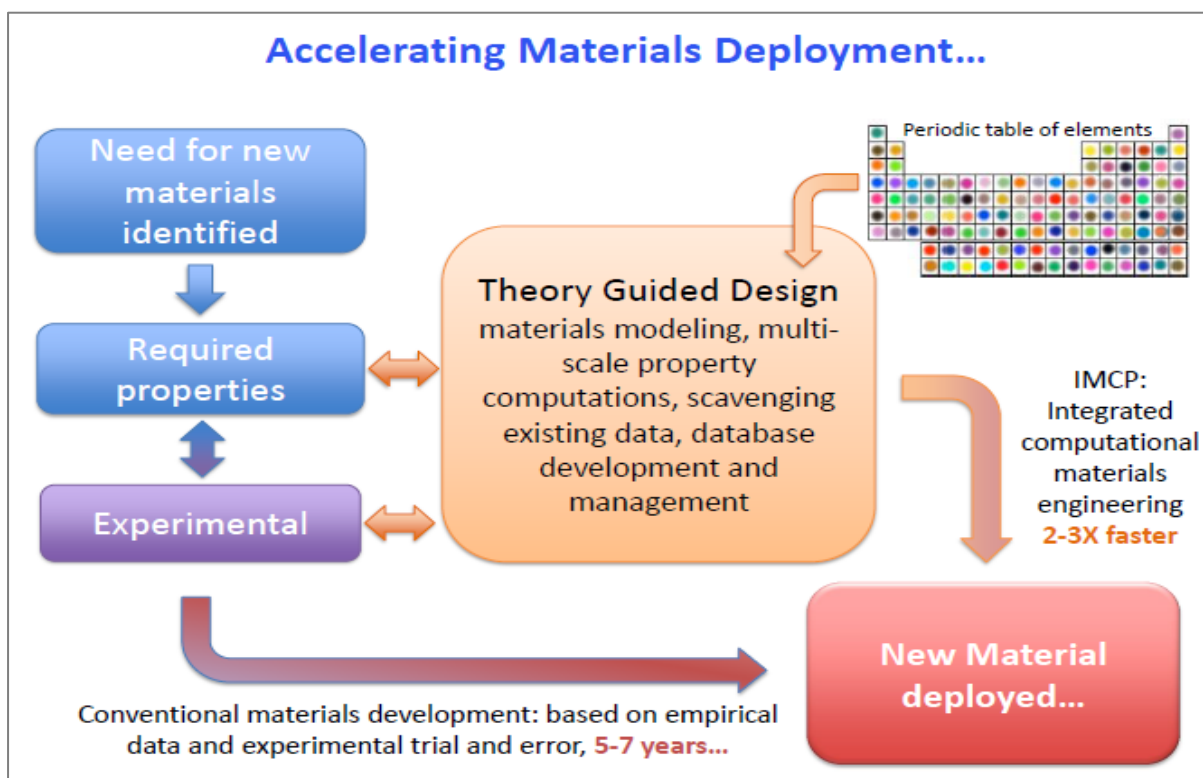 Accelerating Materials Deployment...
Need for new
materials
identified
Periodic table of elements
Theory Guided Design
materials modeling, multi-
scale property
computations, scavenging
existing data, database
development and
management
Required
properties
Experimental
IMCP:
Integrated
computational
materials
engineering
2-3X faster
New Material
deployed...
Conventional materials development: based on empirical
data and experimental trial and error, 5-7 years...